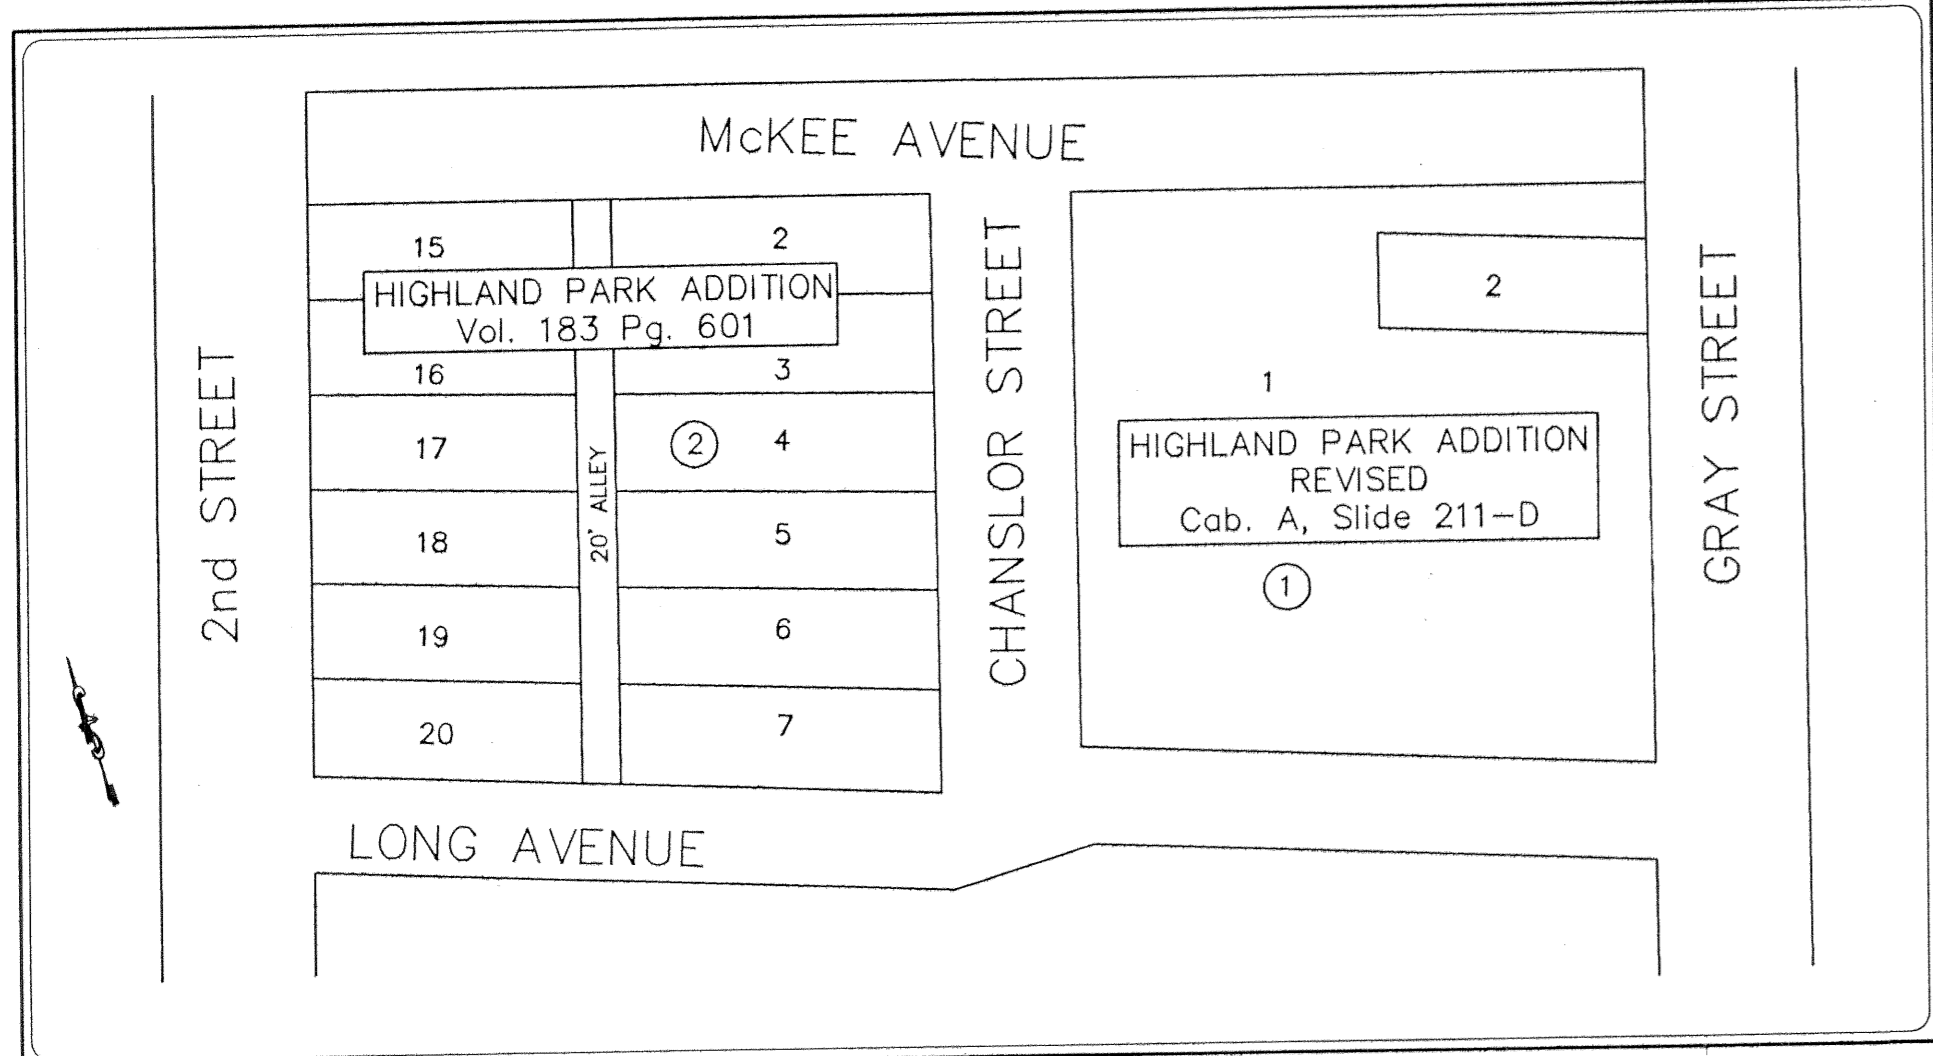 McKEE AVENUE
15
2
HIGHLAND PARK ADDITION
Vol. 183 Pg. 601
16
3
17
2
4
20' ALLEY
18
5
19
6
20
7
2nd STREET
CHANSLOR STREET
2
1
HIGHLAND PARK ADDITION
REVISED
Cab. A, Slide 211-D
1
GRAY STREET
LONG AVENUE